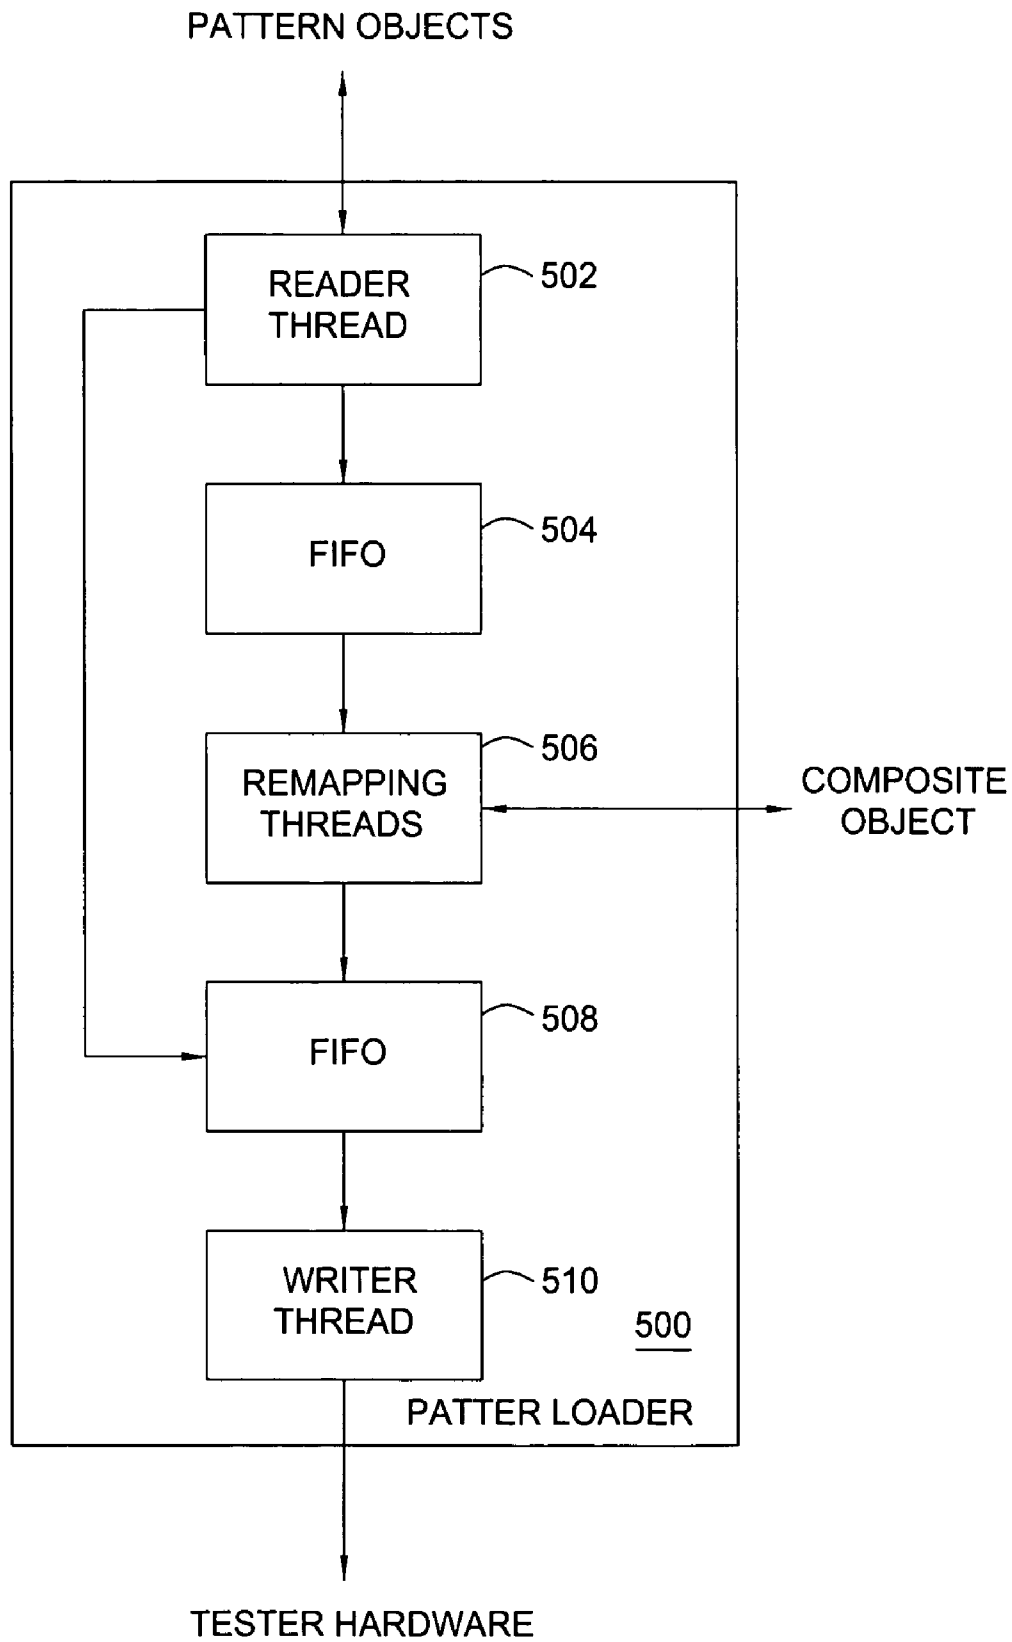 PATTERN OBJECTS
READER
THREAD
502
FIFO
504
REMAPPING
THREADS
506
COMPOSITE
OBJECT
FIFO
508
WRITER
THREAD
510
500
PATTER LOADER
TESTER HARDWARE